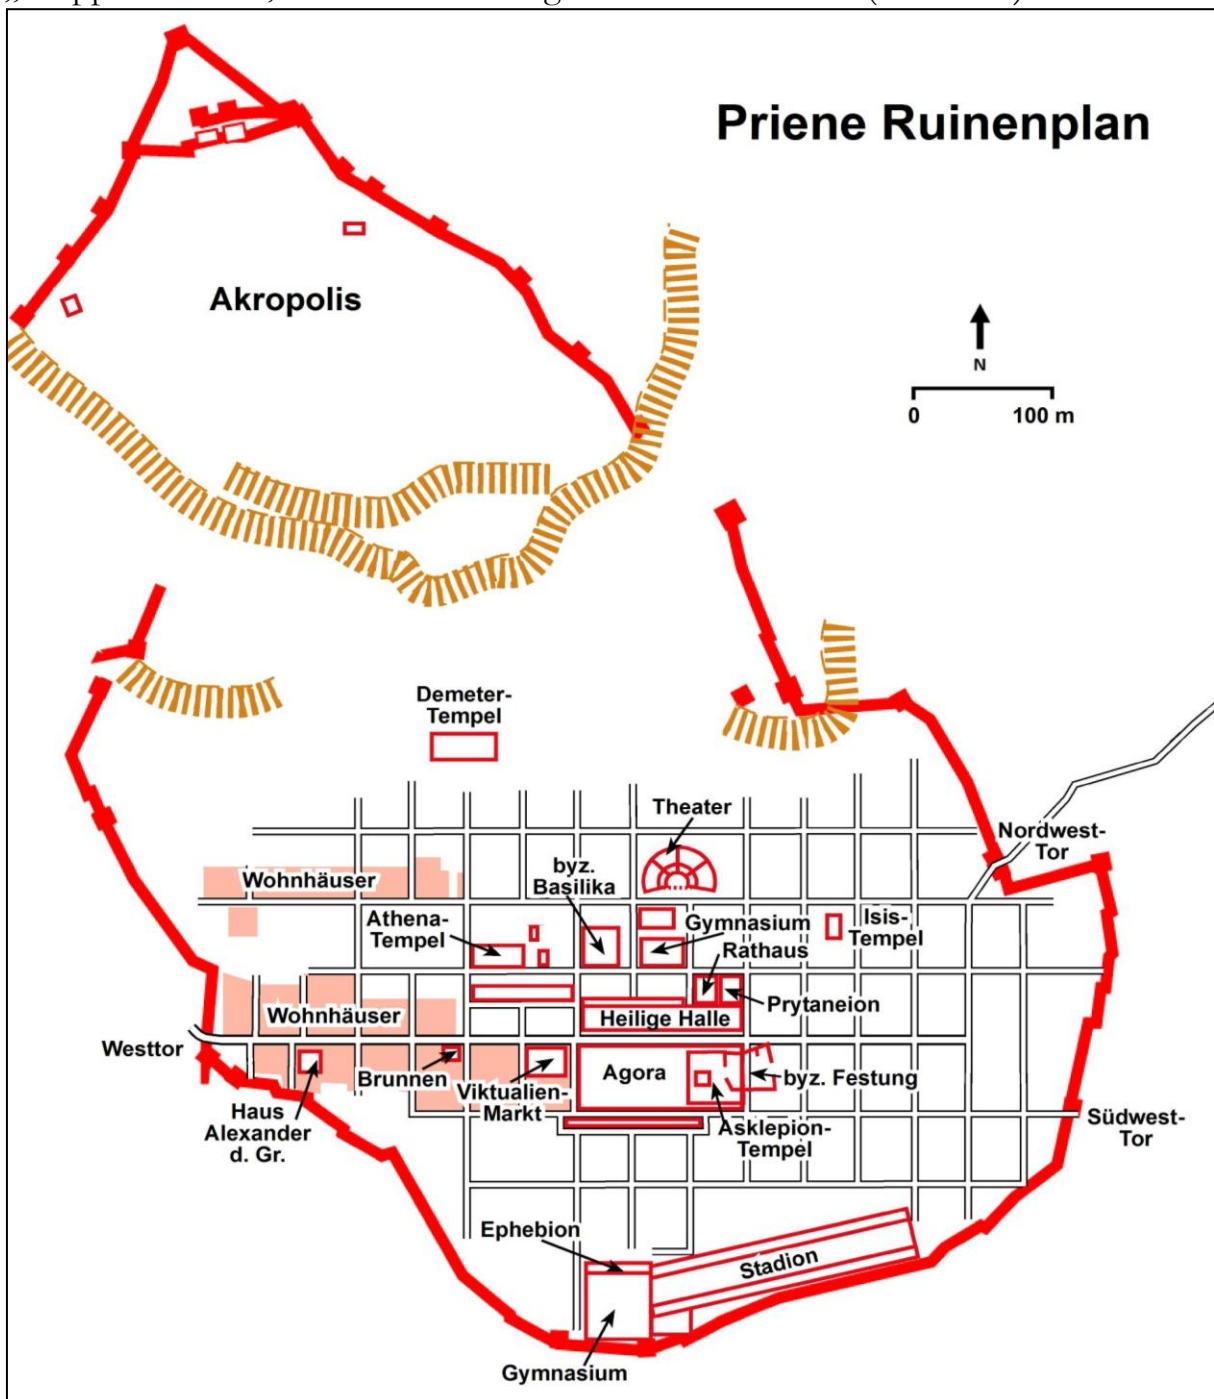 Priene Ruinenplan
Akropolis
N
0 100 m
Demeter-
Tempel
Theater
Nordwest-
Tor
byz.
Basilika
Wohnhäuser
Athena-
Tempel
Gymnasium
Rathaus
Isis-
Tempel
Prytaneion
Wohnhäuser
Heilige Halle
Westtor
Brunnen
Viktualien-
Markt
Agora
byz. Festung
Haus
Alexander
d. Gr.
Asklepion-
Tempel
Südwest-
Tor
Ephebion
Stadion
Gymnasium